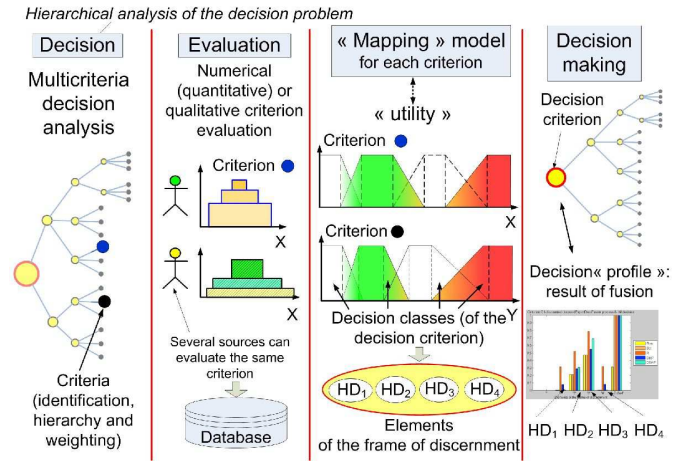 Hierarchical analysis of the decision problem
Decision
Multicriteria
decision
analysis
Criteria
(identification,
hierarchy and
weighting)
Evaluation
Numerical
(quantitative) or
qualitative criterion
evaluation
Criterion
X
X
Several sources can
evaluate the same
criterion
Database
« Mapping » model
for each criterion
« utility »
Criterion
X
Criterion
Y
Decision classes (of the
decision criterion)
HD1 HD2 HD3 HD4
Elements
of the frame of discernment
Decision
making
Decision
criterion
Decision« profile »:
result of fusion
HD1 HD2 HD3 HD4